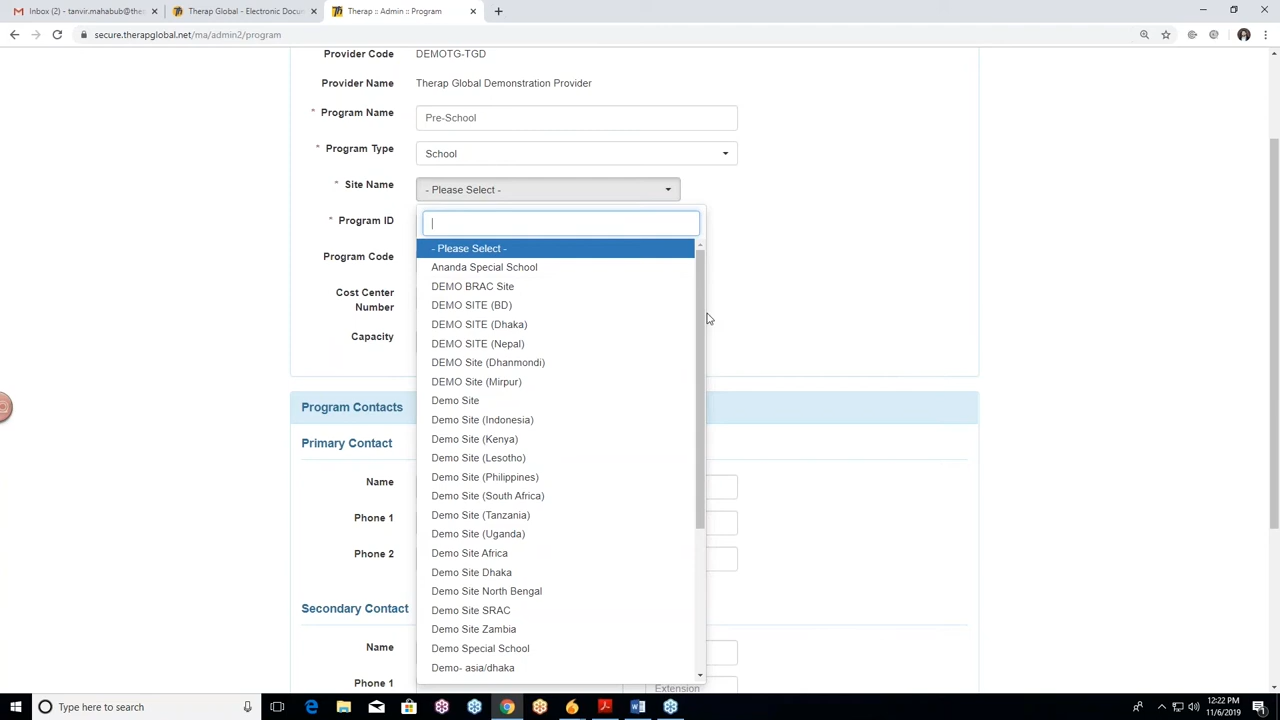 Inbox (2) - tanvir.mahabub@the
Therap Global - Electronic Docu
Therap :: Admin :: Program
secure.therapglobal.net/ma/admin2/program
Provider Code DEMOTG-TGD
Provider Name Therap Global Demonstration Provider
* Program Name Pre-School
* Program Type School
* Site Name - Please Select -
* Program ID
- Please Select -
Program Code
Ananda Special School
DEMO BRAC Site
Cost Center Number
DEMO SITE (BD)
DEMO SITE (Dhaka)
Capacity
DEMO SITE (Nepal)
DEMO Site (Dhanmondi)
DEMO Site (Mirpur)
Demo Site
Program Contacts
Demo Site (Indonesia)
Primary Contact
Demo Site (Kenya)
Demo Site (Lesotho)
Name
Demo Site (Philippines)
Demo Site (South Africa)
Phone 1
Demo Site (Tanzania)
Demo Site (Uganda)
Phone 2
Demo Site Africa
Demo Site Dhaka
Demo Site North Bengal
Secondary Contact
Demo Site SRAC
Demo Site Zambia
Name
Demo Special School
Demo- asia/dhaka
Phone 1
Extension
Type here to search
12:22 PM
11/6/2019